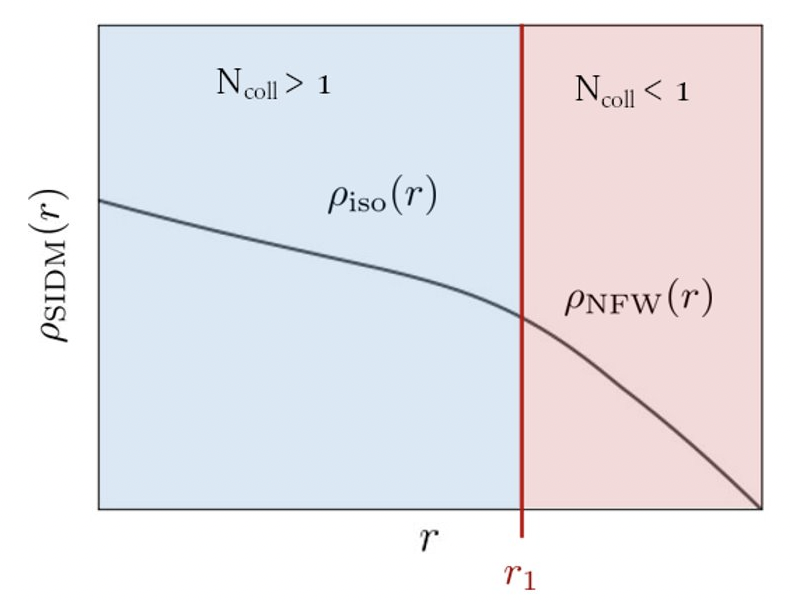 N_coll > 1
N_coll < 1
ρ_iso(r)
ρ_SIDM(r)
ρ_NFW(r)
r
r_1